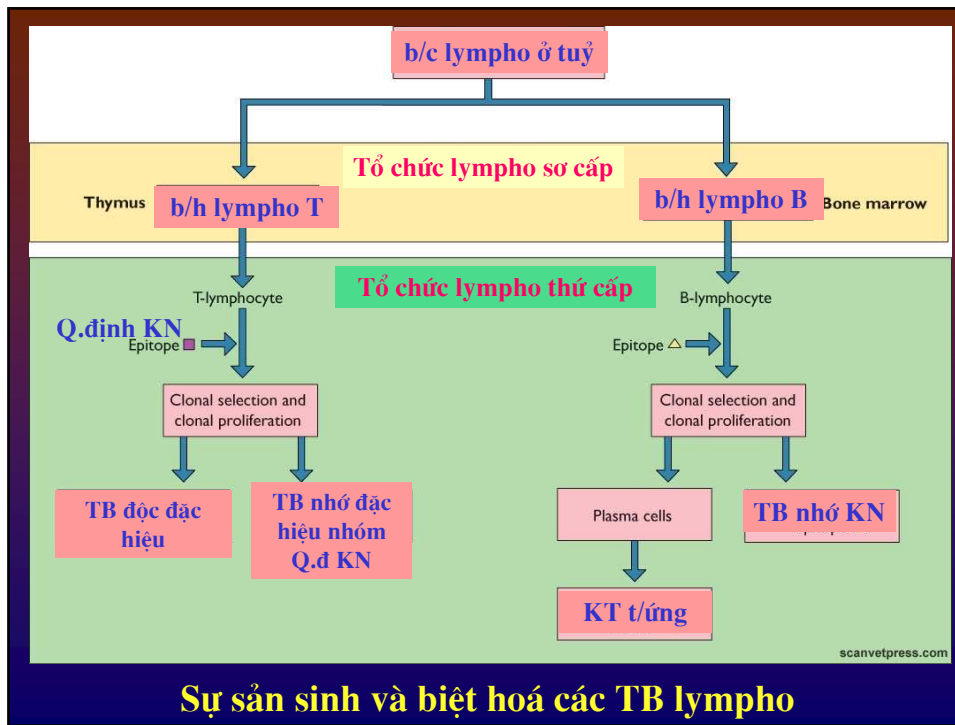 b/c lympho ở tuỷ
Tổ chức lympho sơ cấp
Thymus
b/h lympho T
b/h lympho B
Bone marrow
Tổ chức lympho thứ cấp
T-lymphocyte
B-lymphocyte
Q.định KN
Epitope
Epitope
Clonal selection and
clonal proliferation
Clonal selection and
clonal proliferation
TB độc đặc
hiệu
TB nhớ đặc
hiệu nhóm
Q.đ KN
Plasma cells
TB nhớ KN
KT t/ứng
scanvetpress.com
Sự sản sinh và biệt hoá các TB lympho